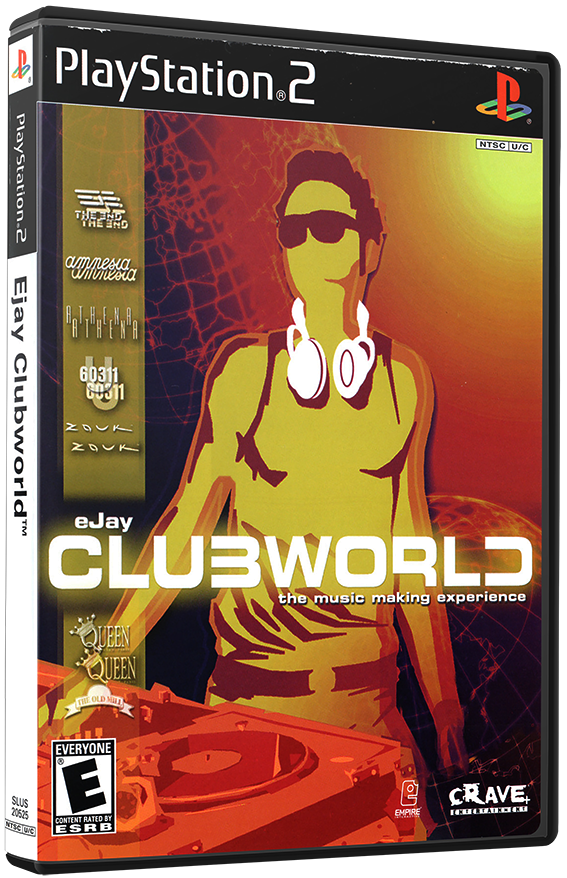 PlayStation®2
NTSC U/C
THE END
THE END
amnesia
amnesia
ATHENA
ATHENA
U
60311
60311
ZOUK
ZOUK
eJay
CLUBWORLD
the music making experience
QUEEN
QUEEN
THE OLD MILL
EVERYONE
E
CONTENT RATED BY
ESRB
EMPIRE
INTERACTIVE
CRAVE
ENTERTAINMENT
PlayStation®2
Ejay Clubworld™
SLUS
20525
NTSC U/C